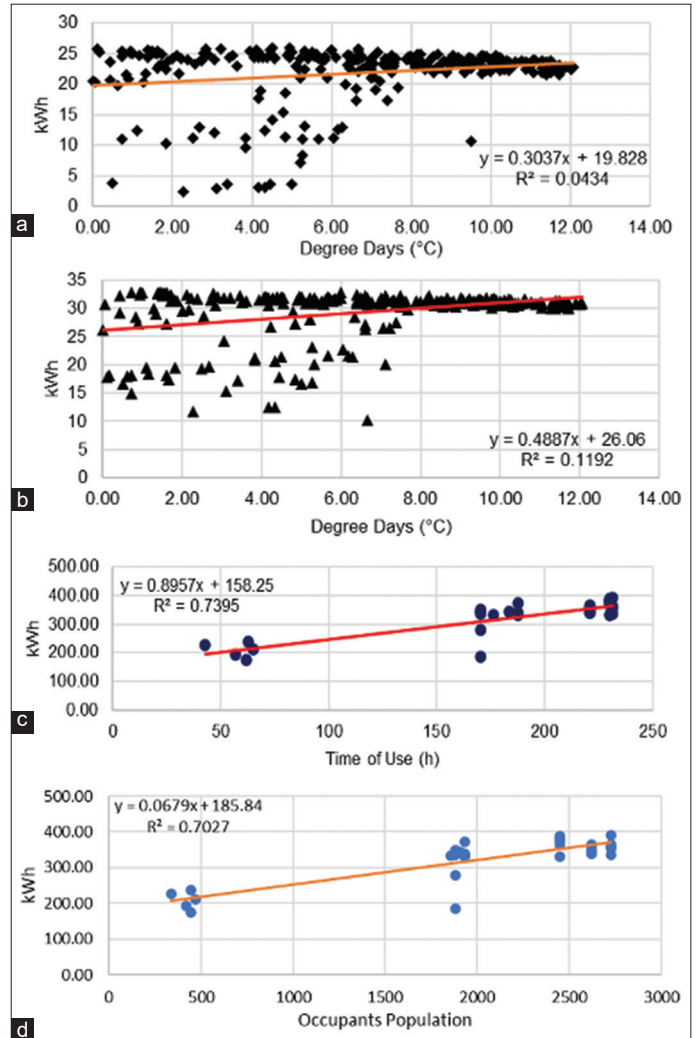 30
25
20
15
10
5
0
kWh
y = 0.3037x + 19.828
R² = 0.0434
0.00 2.00 4.00 6.00 8.00 10.00 12.00 14.00
Degree Days (°C)
a
35
30
25
20
15
10
5
0
kWh
y = 0.4887x + 26.06
R² = 0.1192
0.00 2.00 4.00 6.00 8.00 10.00 12.00 14.00
Degree Days (°C)
b
500.00
400.00
300.00
200.00
100.00
0.00
kWh
y = 0.8957x + 158.25
R² = 0.7395
0 50 100 150 200 250
Time of Use (h)
c
500.00
400.00
300.00
200.00
100.00
0.00
kWh
y = 0.0679x+185.84
R² = 0.7027
0 500 1000 1500 2000 2500 3000
Occupants Population
d